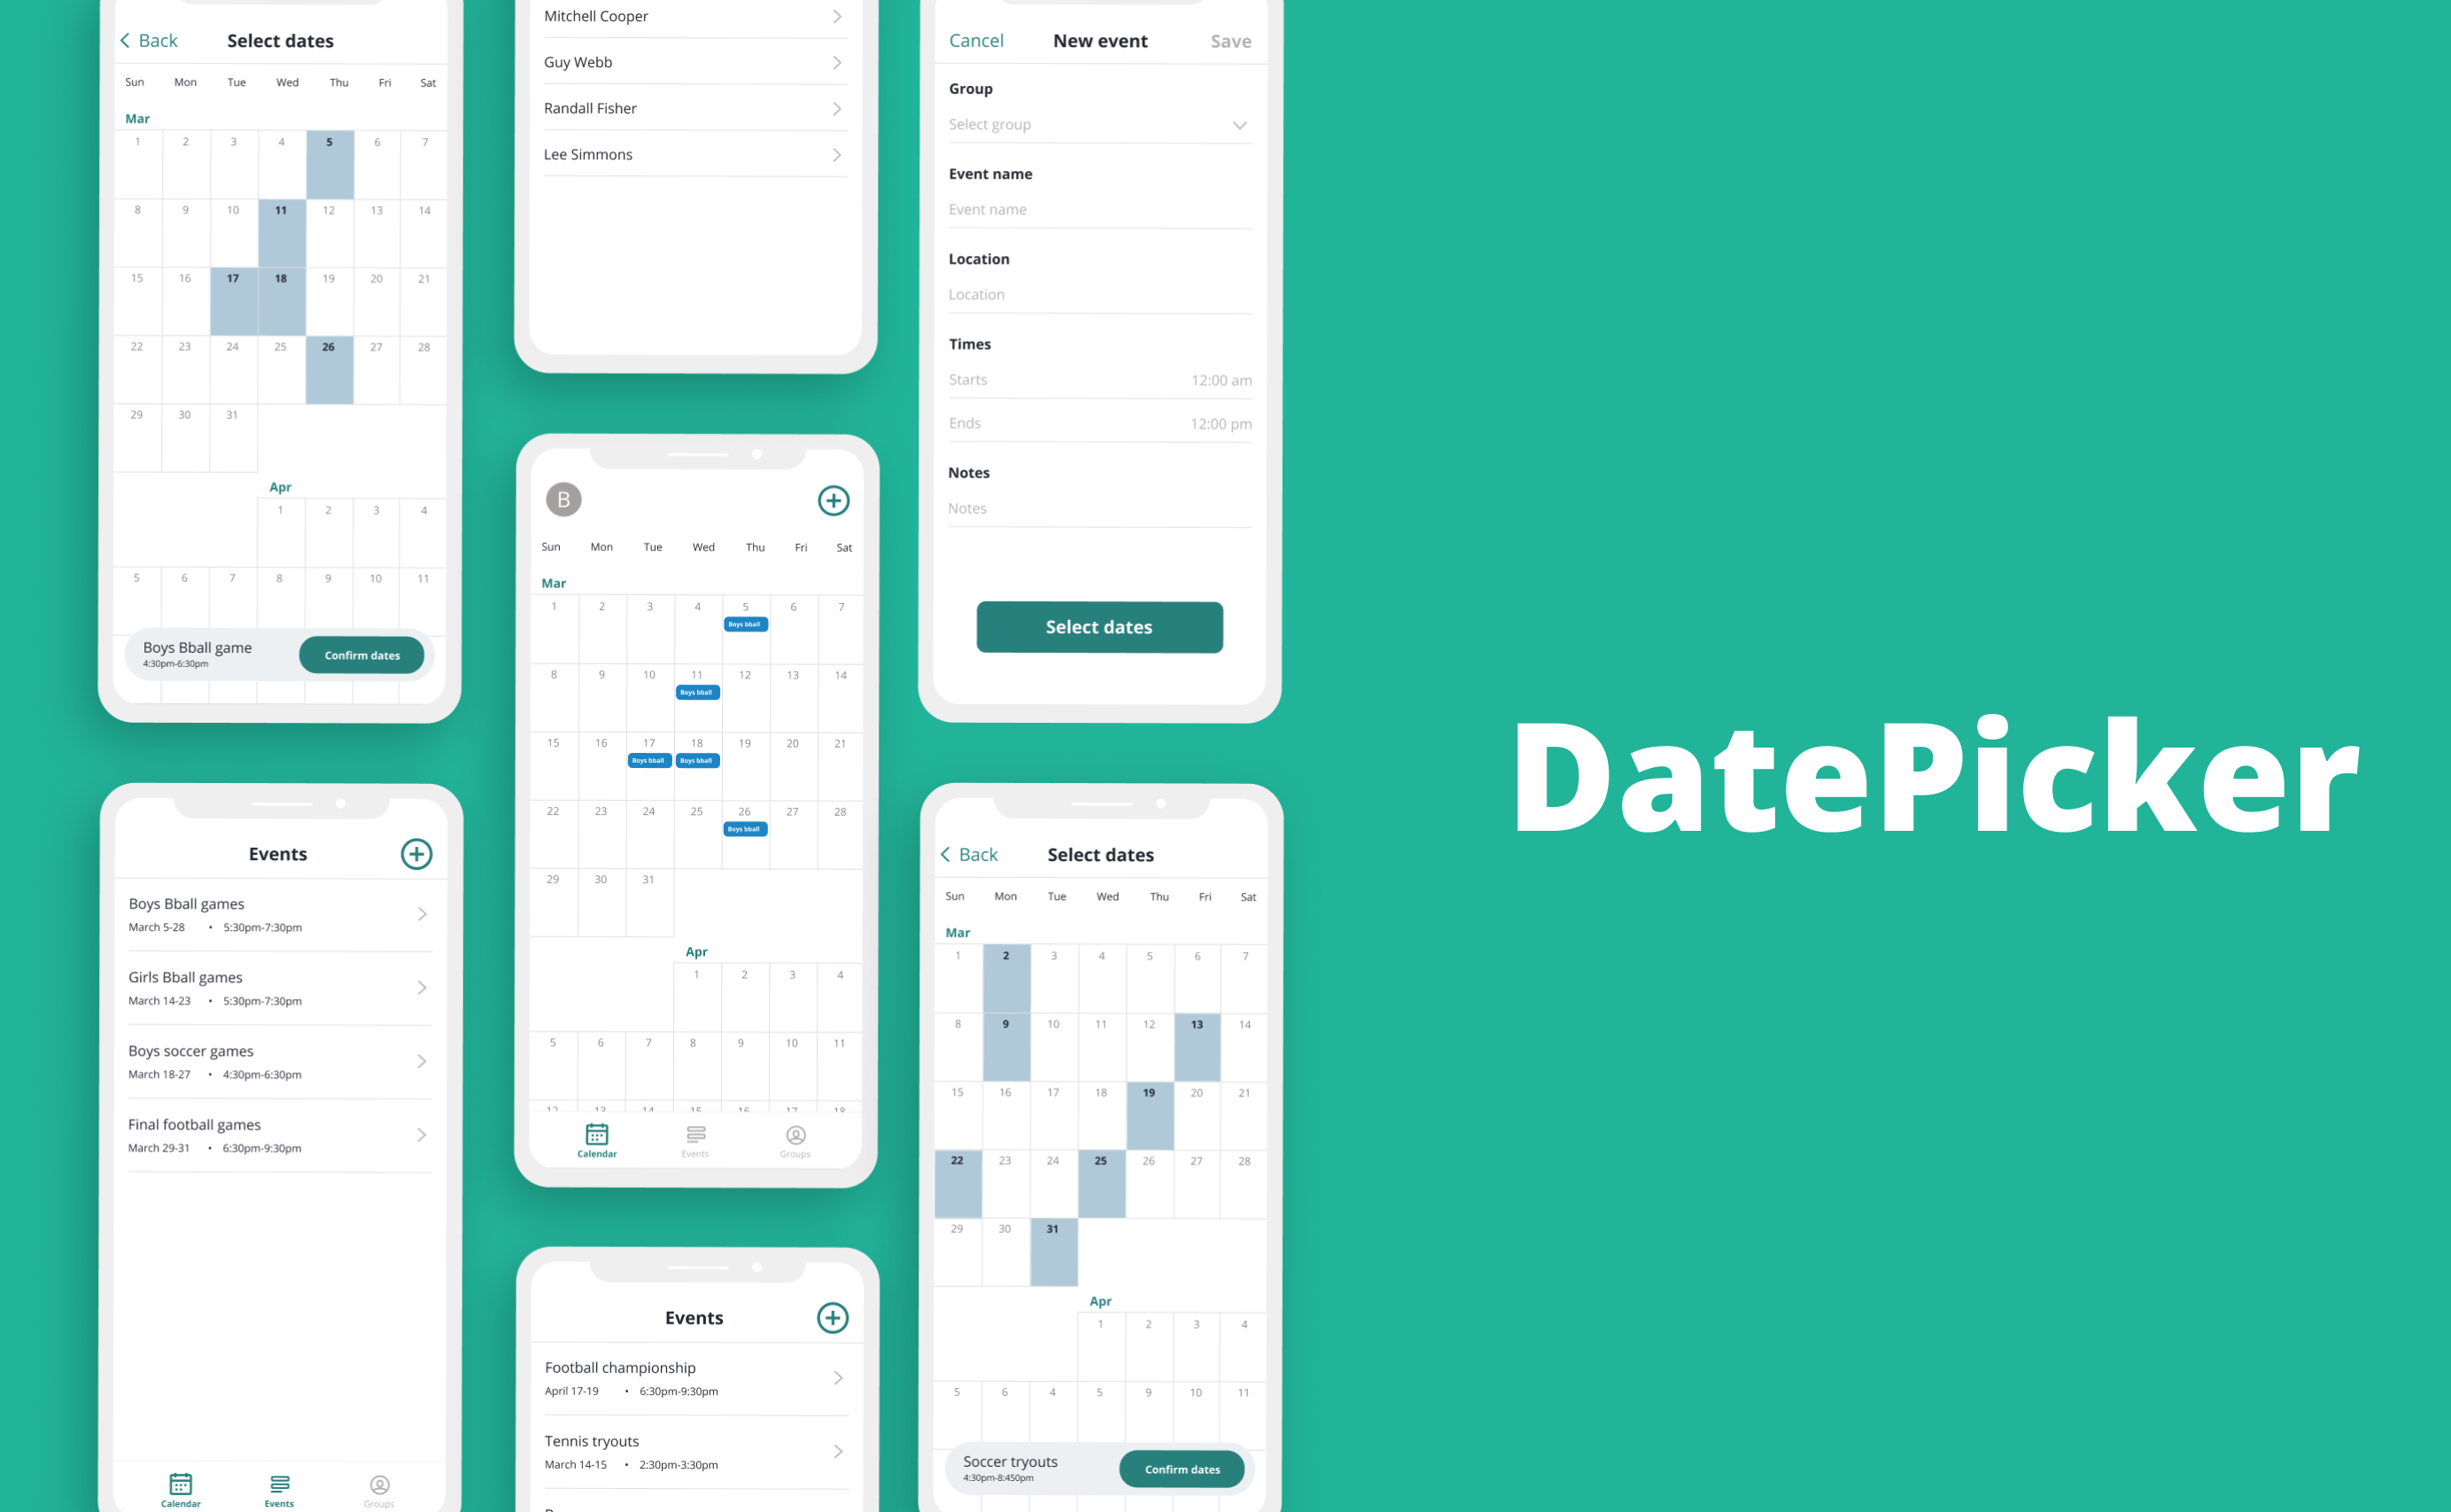 Back Select dates
Sun Mon Tue Wed Thu Fri Sat
Mar
1 2 3 4 5 6 7
8 9 10 11 12 13 14
15 16 17 18 19 20 21
22 23 24 25 26 27 28
29 30 31
Apr
1 2 3 4
5 6 7 8 9 10 11
Boys Bball game
4:30pm-6:30pm
Confirm dates
Events
Boys Bball games
March 5-28 • 5:30pm-7:30pm
Girls Bball games
March 14-23 • 5:30pm-7:30pm
Boys soccer games
March 18-27 • 4:30pm-6:30pm
Final football games
March 29-31 • 6:30pm-9:30pm
Calendar Events Groups
Mitchell Cooper
Guy Webb
Randall Fisher
Lee Simmons
B
Sun Mon Tue Wed Thu Fri Sat
Mar
1 2 3 4 5 6 7
Boys bball
8 9 10 11 12 13 14
Boys bball
15 16 17 18 19 20 21
Boys bball Boys bball
22 23 24 25 26 27 28
Boys bball
29 30 31
Apr
1 2 3 4
5 6 7 8 9 10 11
12 13 14 15 16 17 18
Calendar Events Groups
Events
Football championship
April 17-19 • 6:30pm-9:30pm
Tennis tryouts
March 14-15 • 2:30pm-3:30pm
Cancel New event Save
Group
Select group
Event name
Event name
Location
Location
Times
Starts 12:00 am
Ends 12:00 pm
Notes
Notes
Select dates
Back Select dates
Sun Mon Tue Wed Thu Fri Sat
Mar
1 2 3 4 5 6 7
8 9 10 11 12 13 14
15 16 17 18 19 20 21
22 23 24 25 26 27 28
29 30 31
Apr
1 2 3 4
5 6 4 5 9 10 11
Soccer tryouts
4:30pm-8:450pm
Confirm dates
DatePicker